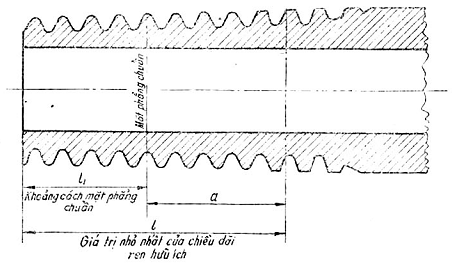 Mặt phẳng chuẩn
l₁
Khoảng cách mặt phẳng
chuẩn
a
l
Giá trị nhỏ nhất của chiều dài
ren hữu ích